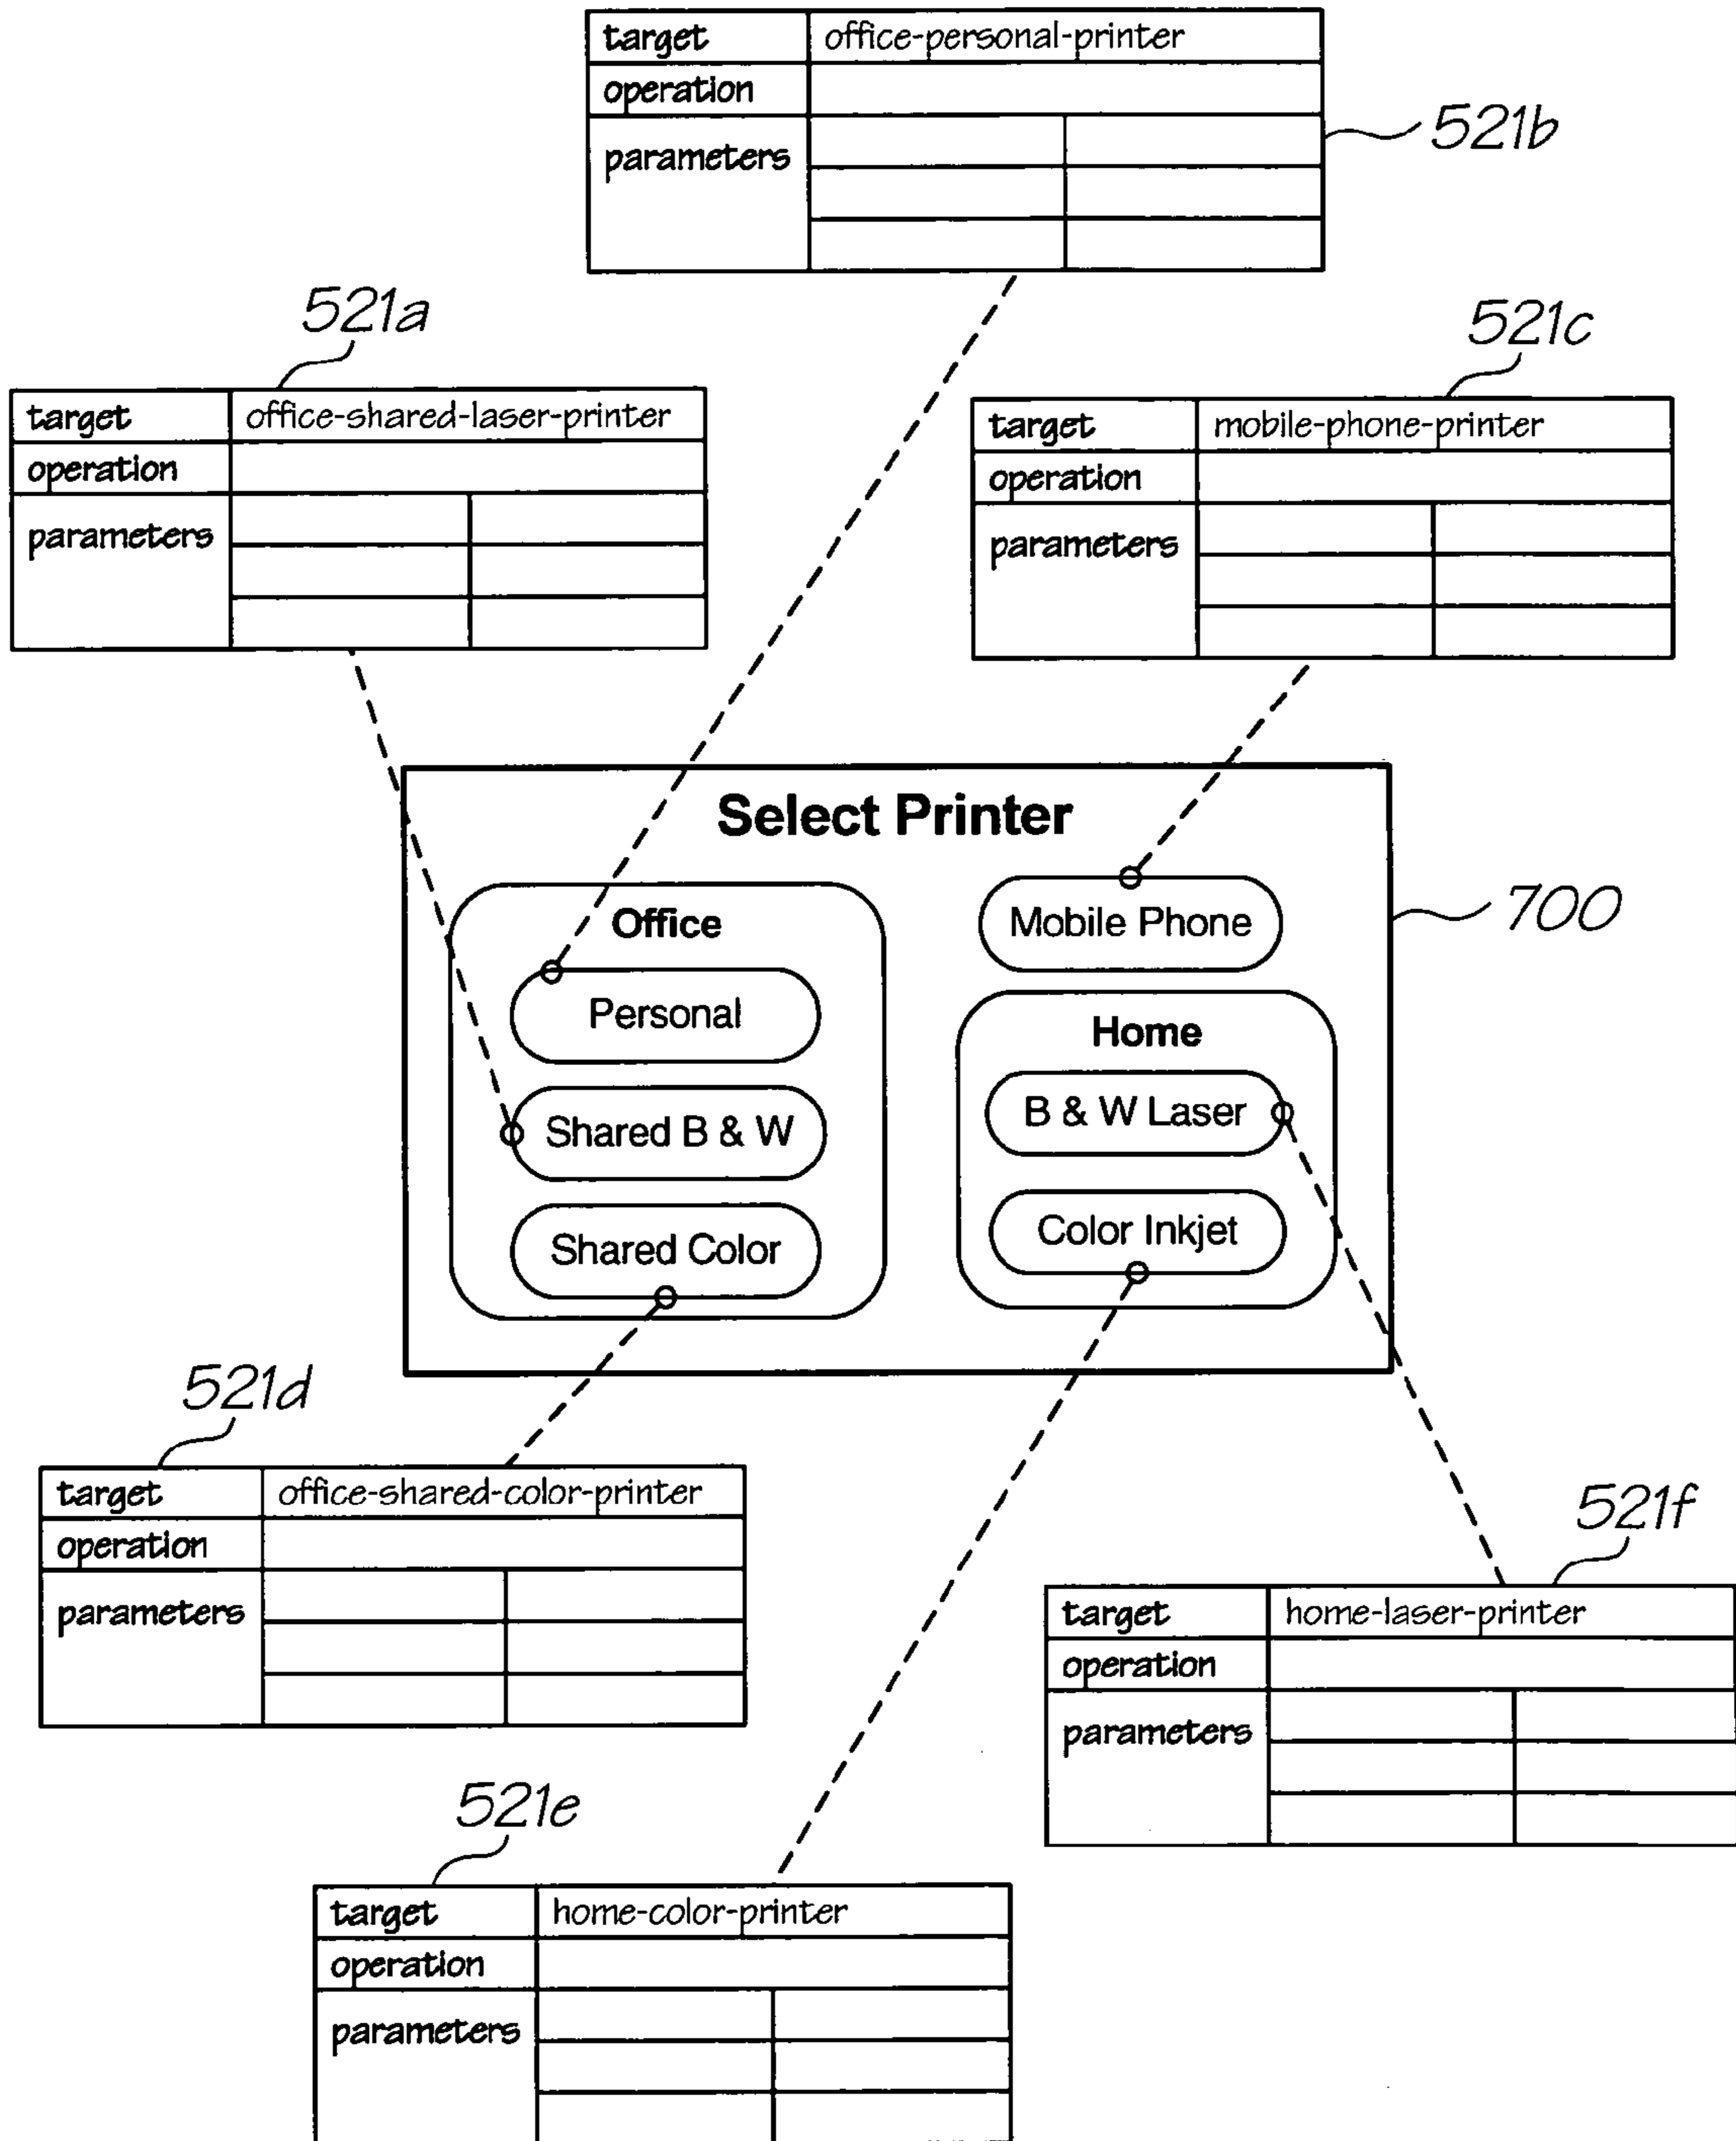 target office-personal-printer
operation
parameters
521b
521a
521c
target office-shared-laser-printer
operation
parameters
target mobile-phone-printer
operation
parameters
Select Printer
700
Office
Personal
Shared B & W
Shared Color
Mobile Phone
Home
B & W Laser
Color Inkjet
521d
target office-shared-color-printer
operation
parameters
521f
target home-laser-printer
operation
parameters
521e
target home-color-printer
operation
parameters